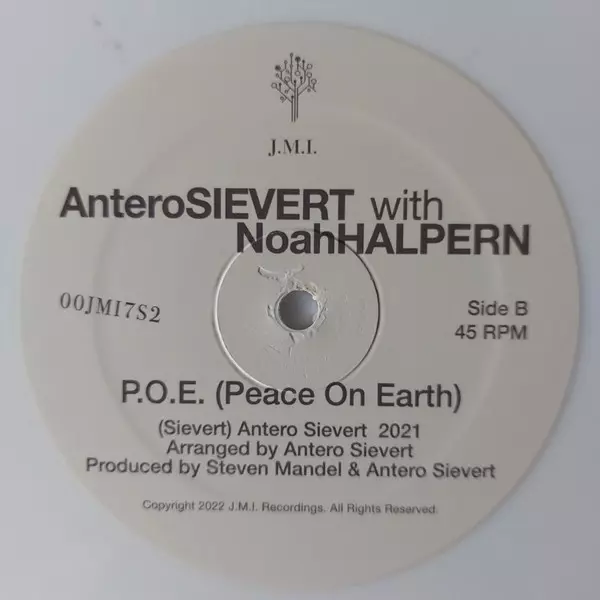 J.M.I.
AnteroSIEVERT with
NoahHALPERN
00JMI7S2
Side B
45 RPM
P.O.E. (Peace On Earth)
(Sievert) Antero Sievert 2021
Arranged by Antero Sievert
Produced by Steven Mandel & Antero Sievert
Copyright 2022 J.M.I. Recordings. All Rights Reserved.